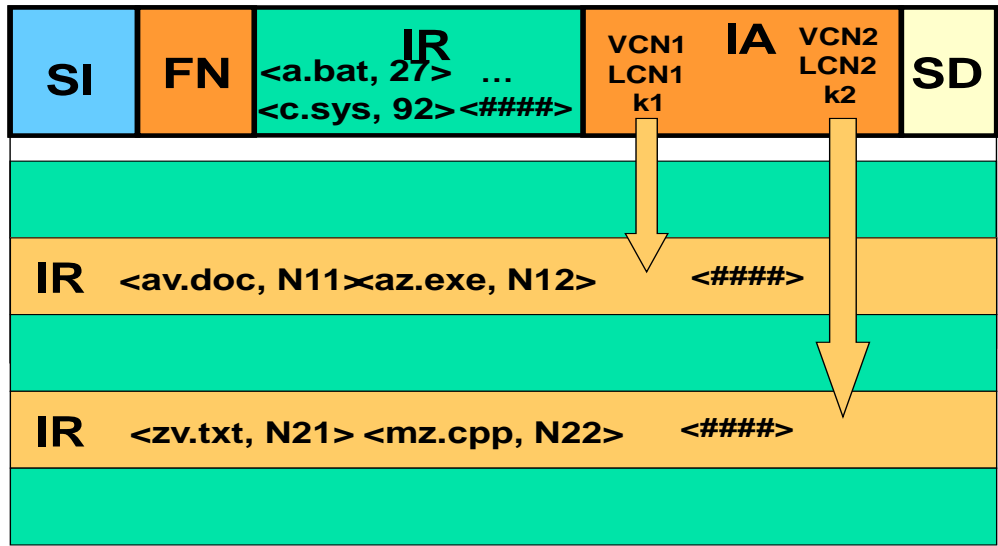 SI
FN
IR
<a.bat, 27> ...
<c.sys, 92> <####>
VCN1
LCN1
k1
IA
VCN2
LCN2
k2
SD
IR <av.doc, N11><az.exe, N12> <####>
IR <zv.txt, N21> <mz.cpp, N22> <####>